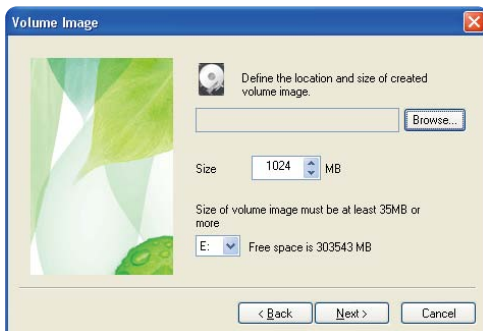 Volume Image
Define the location and size of created
volume image.
Browse...
Size 1024 MB
Size of volume image must be at least 35MB or
more
E: Free space is 303543 MB
< Back Next > Cancel